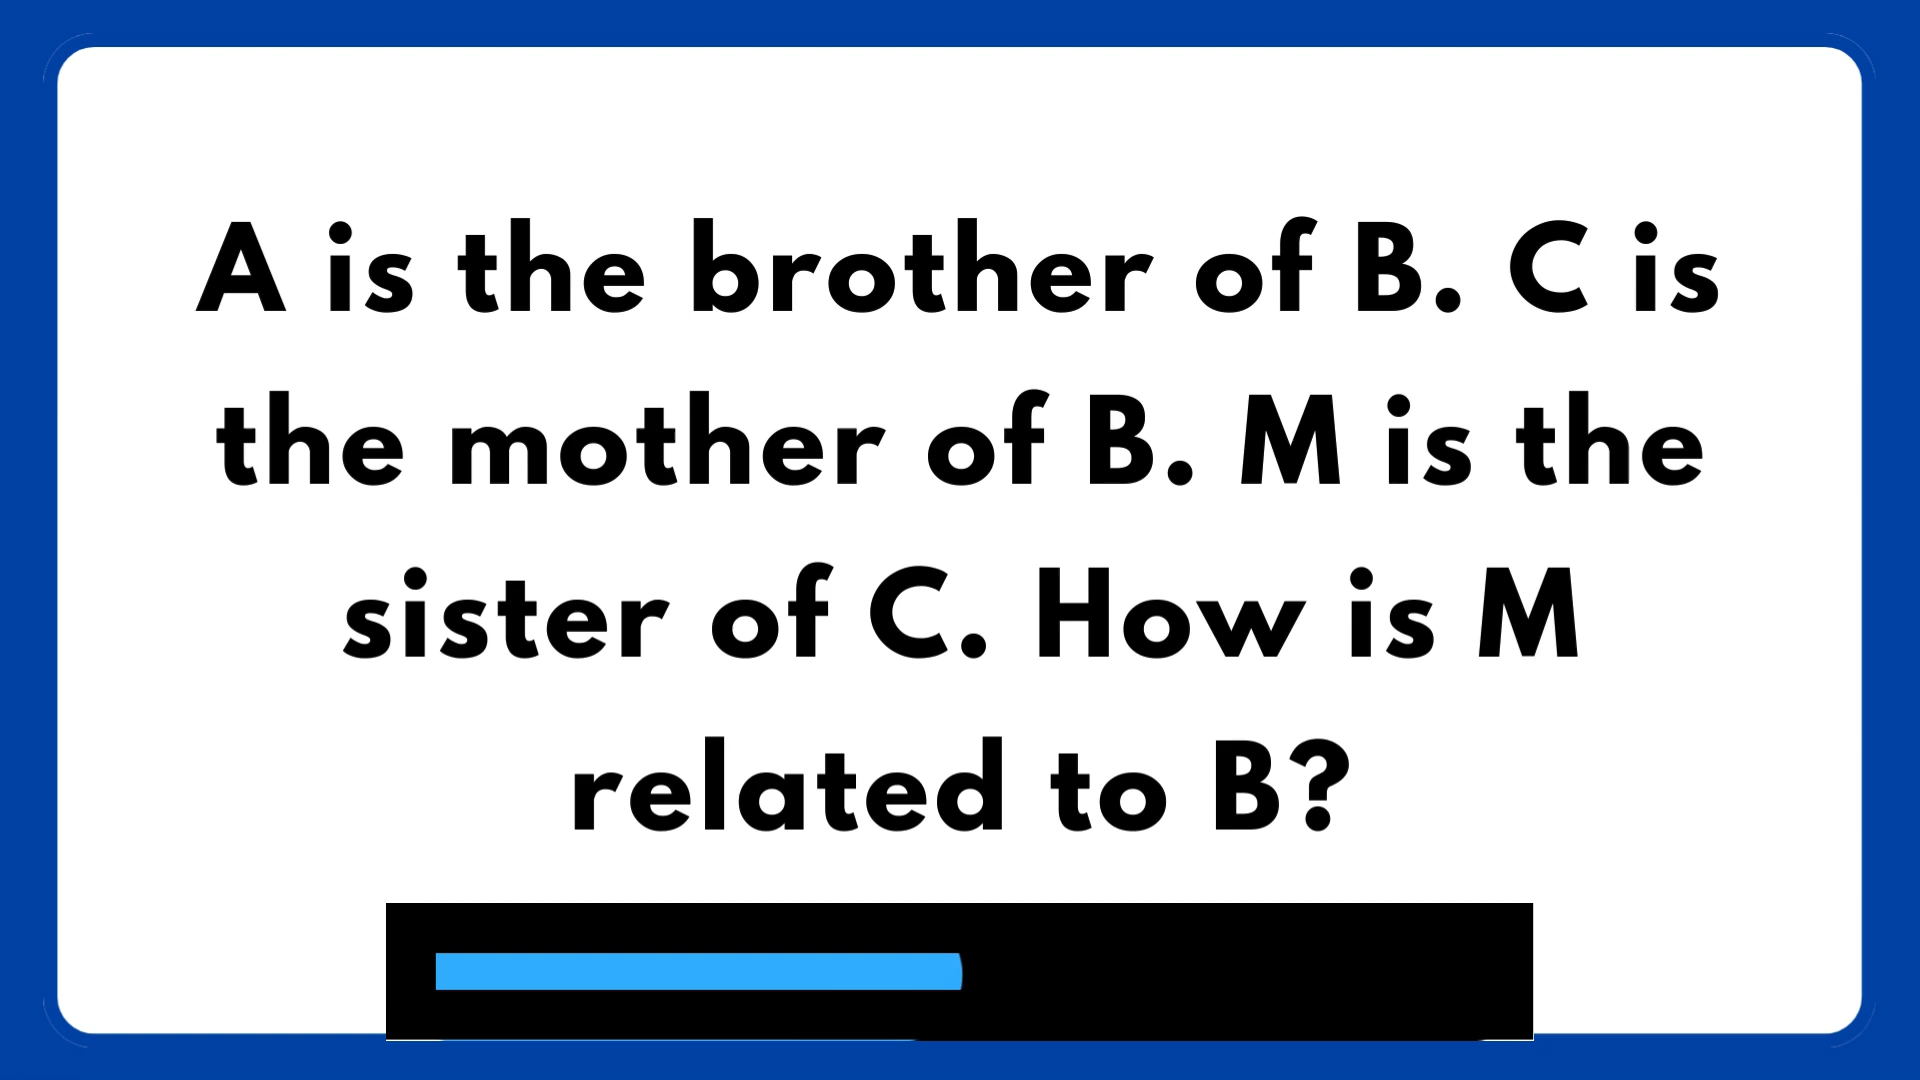 A is the brother of B. C is
the mother of B. M is the
sister of C. How is M
related to B?